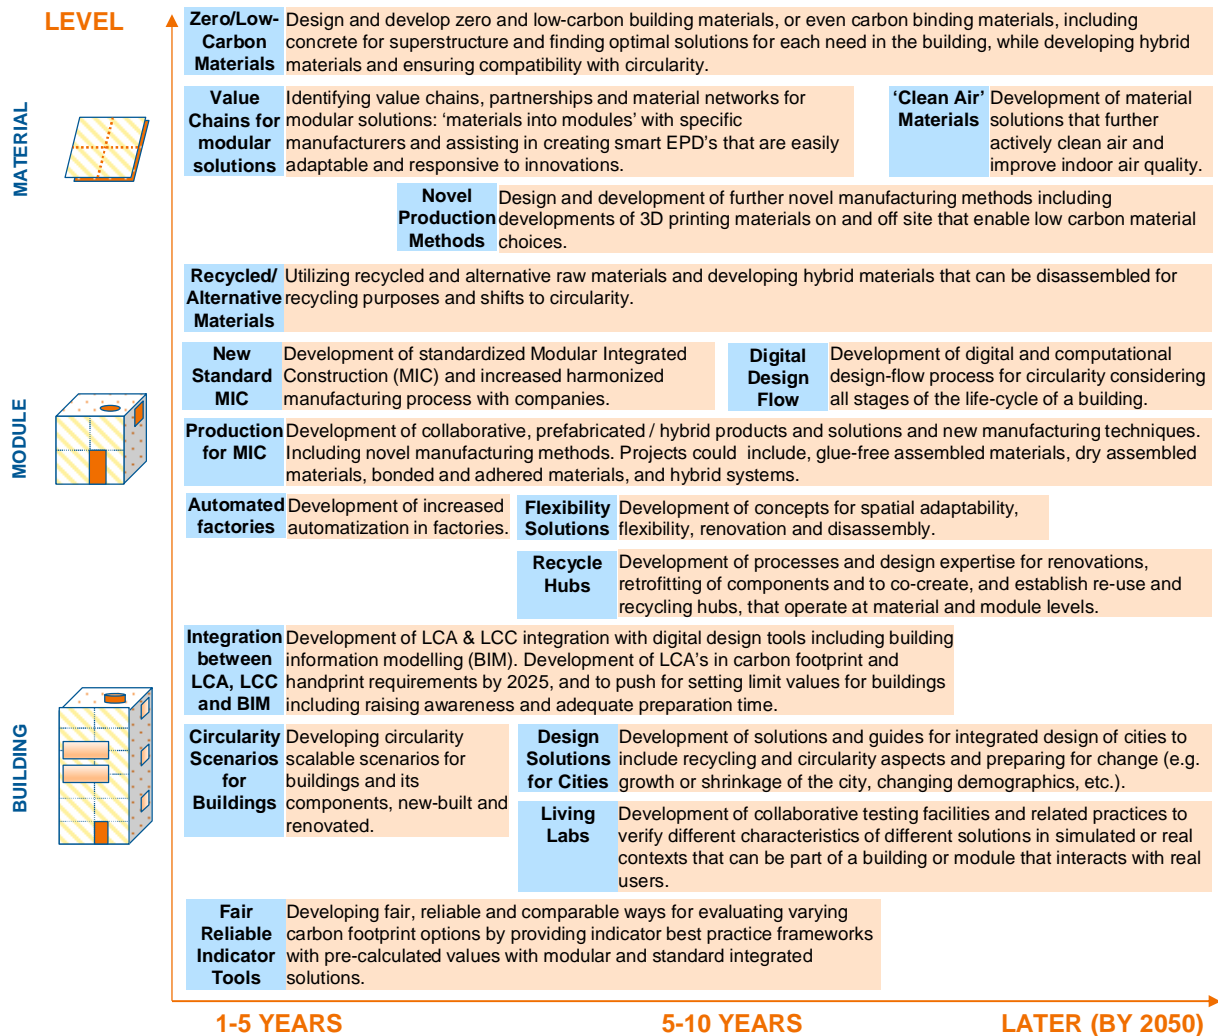 LEVEL
Zero/Low-
Carbon
Materials
Design and develop zero and low-carbon building materials, or even carbon binding materials, including
concrete for superstructure and finding optimal solutions for each need in the building, while developing hybrid
materials and ensuring compatibility with circularity.
MATERIAL
Value
Chains for
modular
solutions
Identifying value chains, partnerships and material networks for
modular solutions: ‘materials into modules’ with specific
manufacturers and assisting in creating smart EPD’s that are easily
adaptable and responsive to innovations.
‘Clean Air’
Materials
Development of material
solutions that further
actively clean air and
improve indoor air quality.
Novel
Production
Methods
Design and development of further novel manufacturing methods including
developments of 3D printing materials on and off site that enable low carbon material
choices.
Recycled/
Alternative
Materials
Utilizing recycled and alternative raw materials and developing hybrid materials that can be disassembled for
recycling purposes and shifts to circularity.
MODULE
New
Standard
MIC
Development of standardized Modular Integrated
Construction (MIC) and increased harmonized
manufacturing process with companies.
Digital
Design
Flow
Development of digital and computational
design-flow process for circularity considering
all stages of the life-cycle of a building.
Production
for MIC
Development of collaborative, prefabricated / hybrid products and solutions and new manufacturing techniques.
Including novel manufacturing methods. Projects could include, glue-free assembled materials, dry assembled
materials, bonded and adhered materials, and hybrid systems.
Automated
factories
Development of increased
automatization in factories.
Flexibility
Solutions
Development of concepts for spatial adaptability,
flexibility, renovation and disassembly.
Recycle
Hubs
Development of processes and design expertise for renovations,
retrofitting of components and to co-create, and establish re-use and
recycling hubs, that operate at material and module levels.
BUILDING
Integration
between
LCA, LCC
and BIM
Development of LCA & LCC integration with digital design tools including building
information modelling (BIM). Development of LCA’s in carbon footprint and
handprint requirements by 2025, and to push for setting limit values for buildings
including raising awareness and adequate preparation time.
Circularity
Scenarios
for
Buildings
Developing circularity
scalable scenarios for
buildings and its
components, new-built and
renovated.
Design
Solutions
for Cities
Development of solutions and guides for integrated design of cities to
include recycling and circularity aspects and preparing for change (e.g.
growth or shrinkage of the city, changing demographics, etc.).
Living
Labs
Development of collaborative testing facilities and related practices to
verify different characteristics of different solutions in simulated or real
contexts that can be part of a building or module that interacts with real
users.
Fair
Reliable
Indicator
Tools
Developing fair, reliable and comparable ways for evaluating varying
carbon footprint options by providing indicator best practice frameworks
with pre-calculated values with modular and standard integrated
solutions.
1-5 YEARS
5-10 YEARS
LATER (BY 2050)